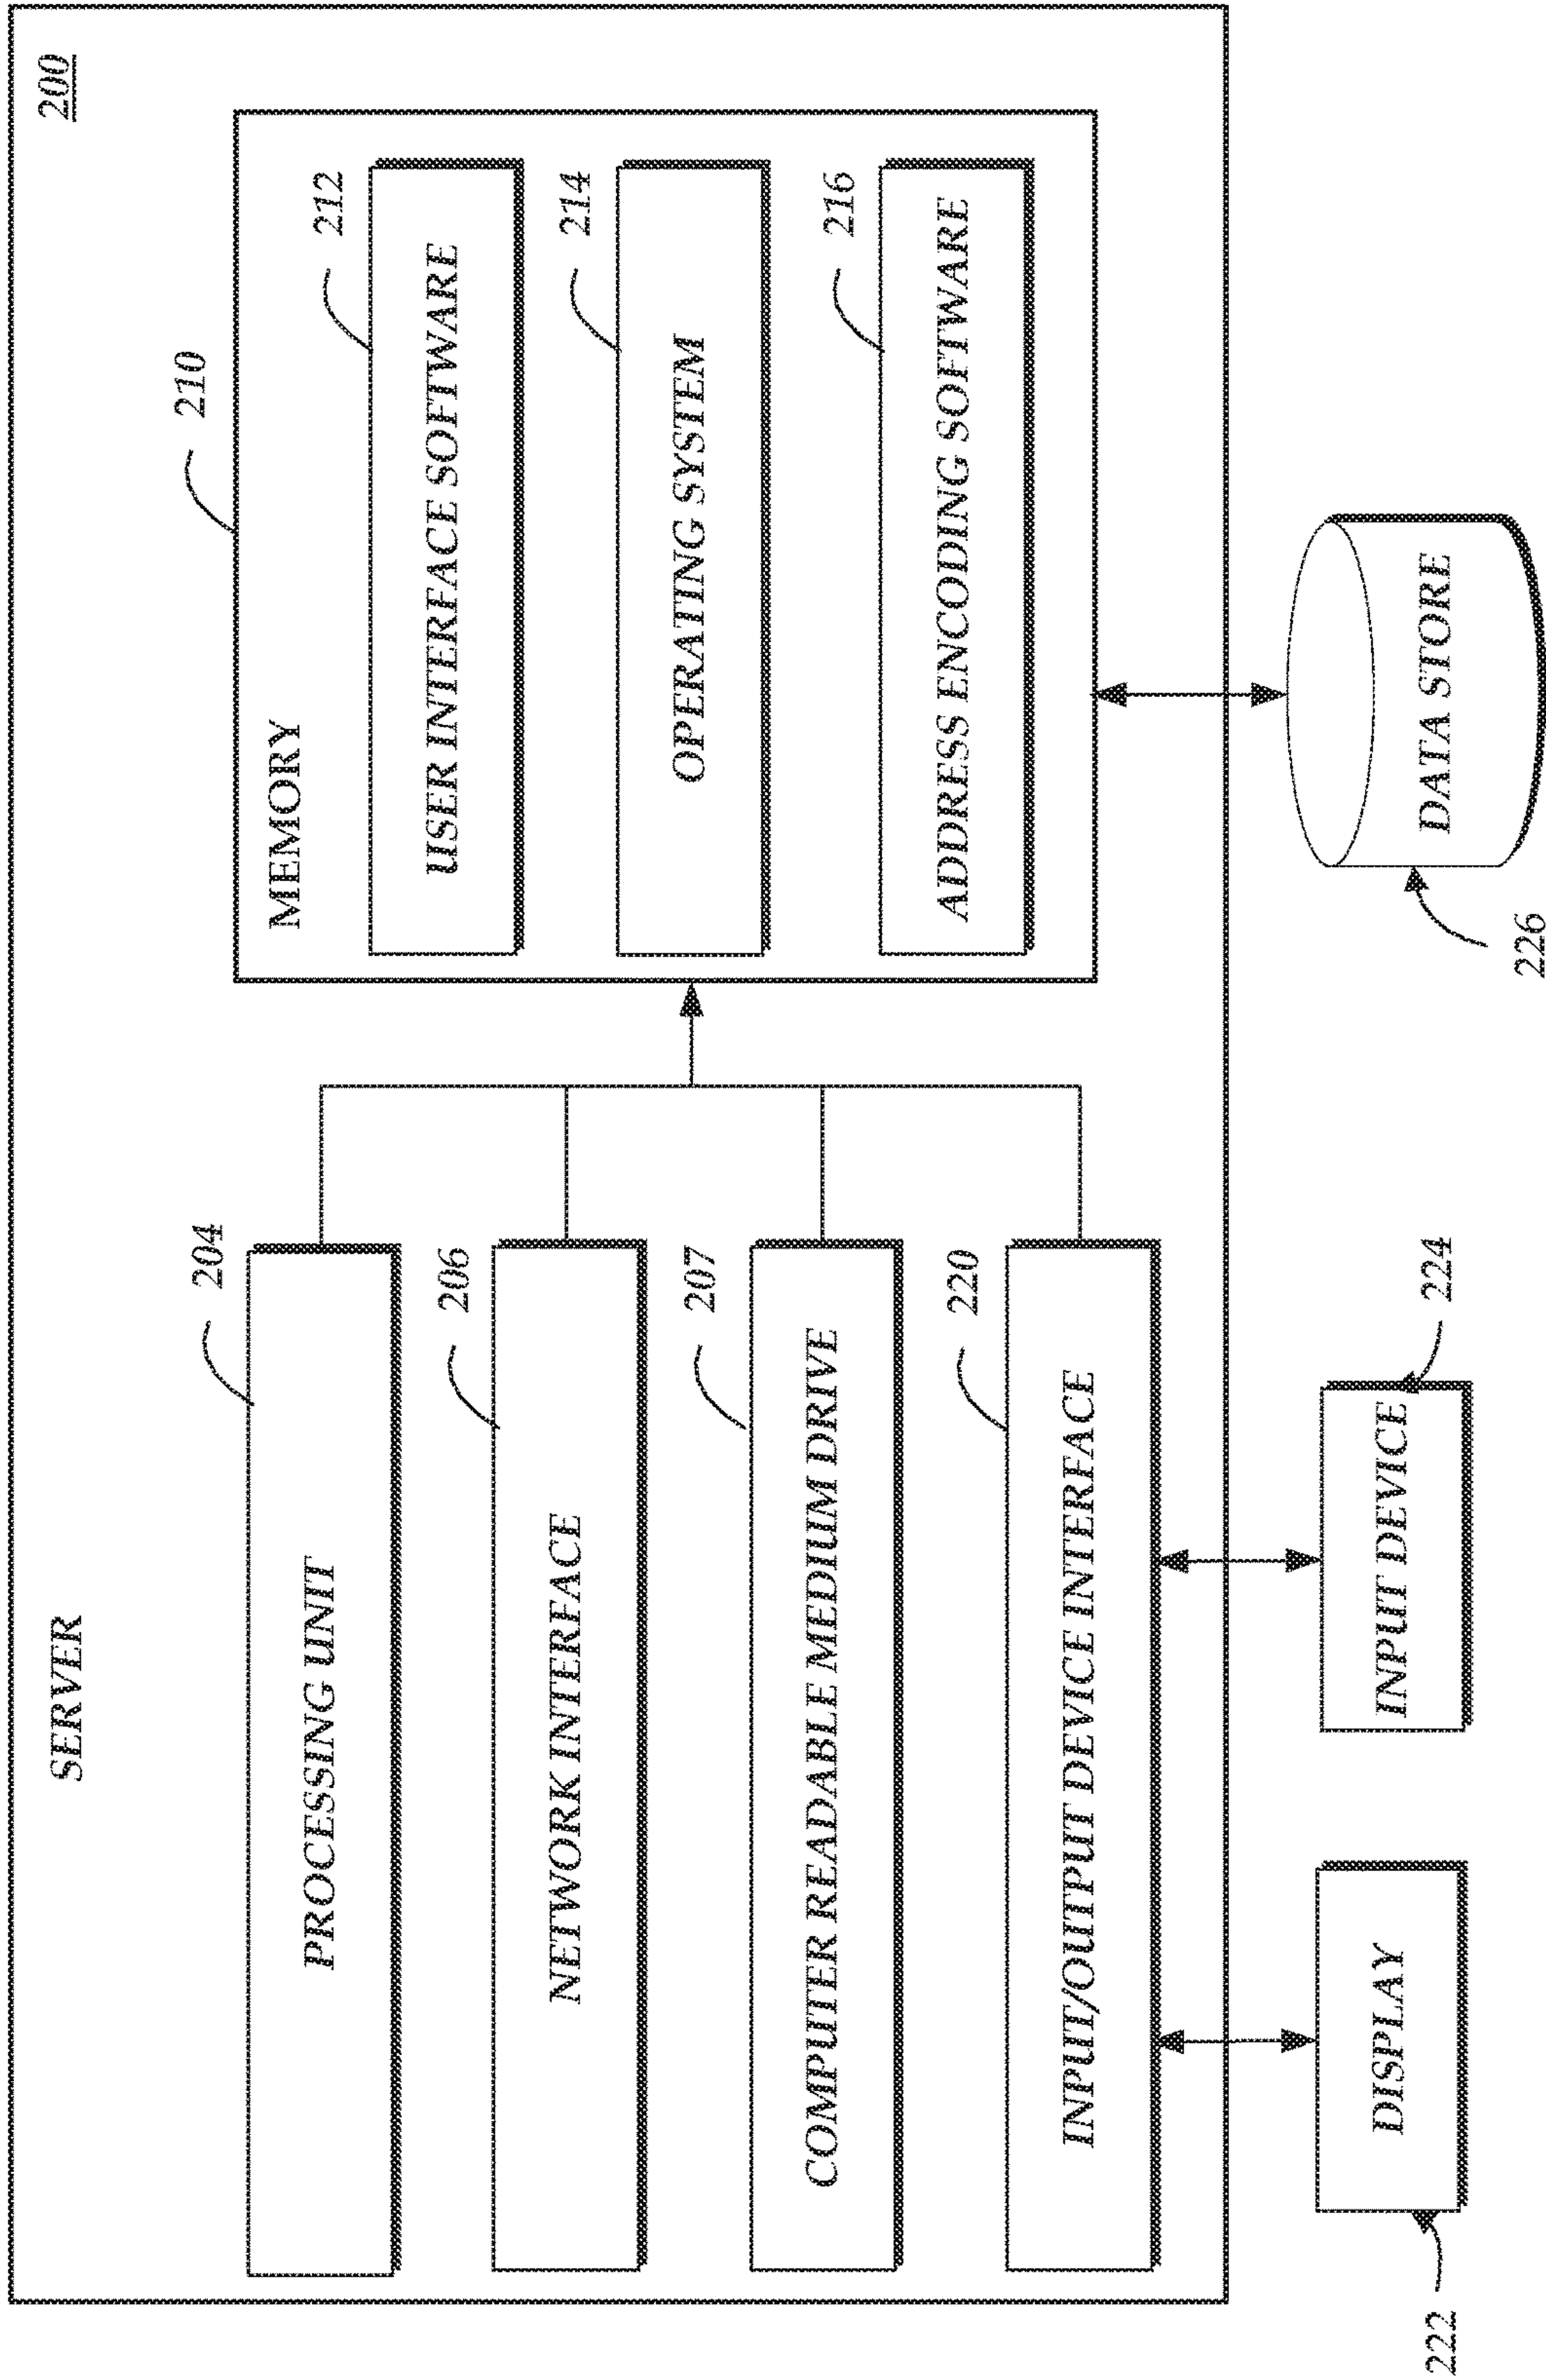 SERVER
200
204
PROCESSING UNIT
206
NETWORK INTERFACE
207
COMPUTER READABLE MEDIUM DRIVE
220
INPUT/OUTPUT DEVICE INTERFACE
210
MEMORY
212
USER INTERFACE SOFTWARE
214
OPERATING SYSTEM
216
ADDRESS ENCODING SOFTWARE
222
DISPLAY
INPUT DEVICE
224
226
DATA STORE